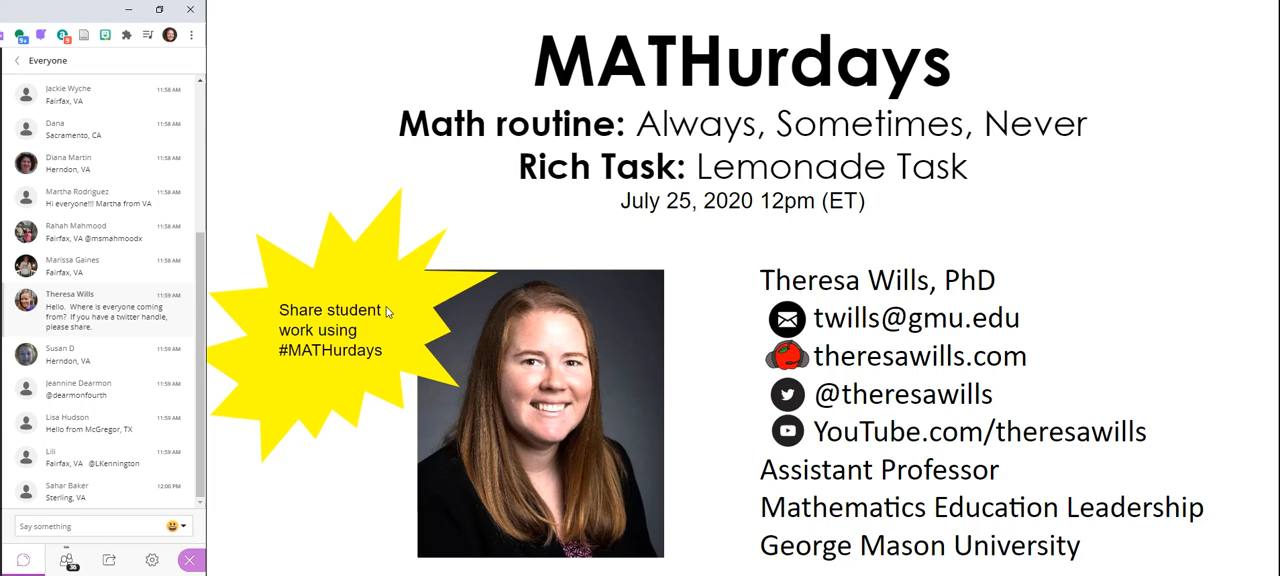 Everyone
Jackie Wyche 11:58 AM
Fairfax, VA
Dana 11:58 AM
Sacramento, CA
Diana Martin 11:58 AM
Herndon, VA
Martha Rodriguez 11:58 AM
Hi everyone!!! Martha from VA
Rahah Mahmood 11:58 AM
Fairfax, VA @msmahmoodx
Marissa Gaines 11:58 AM
Fairfax, VA
Theresa Wills 11:59 AM
Hello. Where is everyone coming
from? If you have a twitter handle,
please share.
Susan D 11:59 AM
Herndon, VA
Jeannine Dearmon 11:59 AM
@dearmonfourth
Lisa Hudson 11:59 AM
Hello from McGregor, TX
Lili 11:59 AM
Fairfax, VA @LKennington
Sahar Baker 12:00 PM
Sterling, VA
Say something
MATHurdays
Math routine: Always, Sometimes, Never
Rich Task: Lemonade Task
July 25, 2020 12pm (ET)
Share student
work using
#MATHurdays
Theresa Wills, PhD
twills@gmu.edu
theresawills.com
@theresawills
YouTube.com/theresawills
Assistant Professor
Mathematics Education Leadership
George Mason University